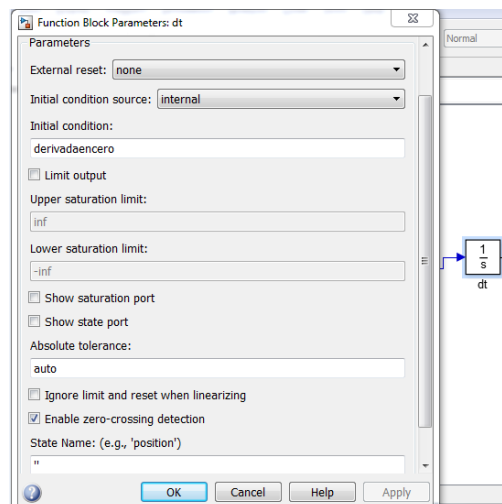 Function Block Parameters: dt
Parameters
External reset: none
Initial condition source: internal
Initial condition:
derivadaencero
Limit output
Upper saturation limit:
inf
Lower saturation limit:
-inf
Show saturation port
Show state port
Absolute tolerance:
auto
Ignore limit and reset when linearizing
Enable zero-crossing detection
State Name: (e.g., 'position')
''
OK Cancel Help Apply
Normal
1
s
dt